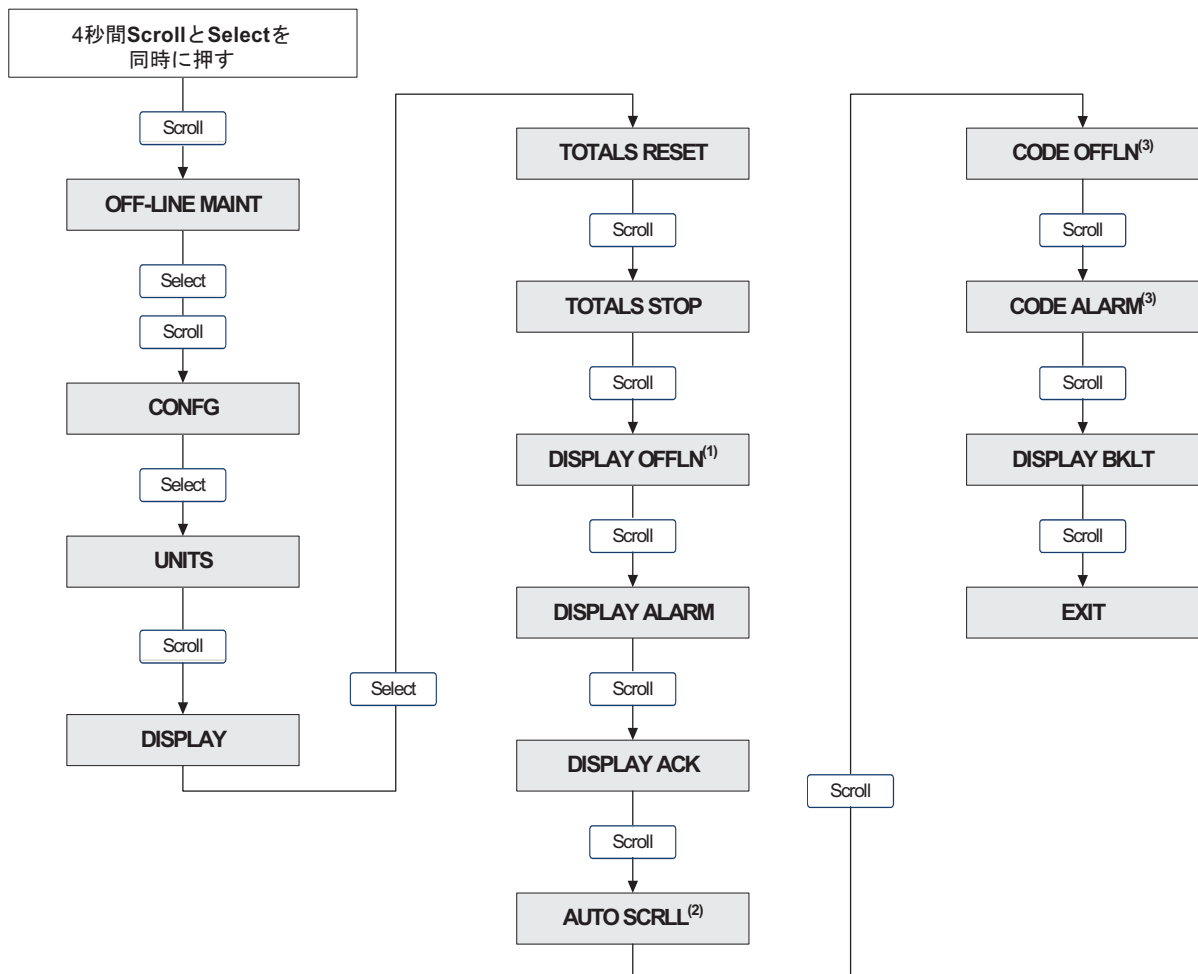 4秒間ScrollとSelectを
同時に押す
Scroll
OFF-LINE MAINT
Select
Scroll
CONFG
Select
UNITS
Scroll
DISPLAY
Select
TOTALS RESET
Scroll
TOTALS STOP
Scroll
DISPLAY OFFLN(1)
Scroll
DISPLAY ALARM
Scroll
DISPLAY ACK
Scroll
AUTO SCRLL(2)
Scroll
CODE OFFLN(3)
Scroll
CODE ALARM(3)
Scroll
DISPLAY BKLT
Scroll
EXIT